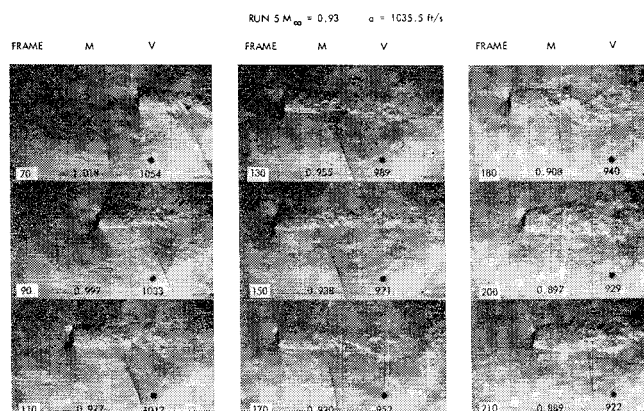 RUN 5 M∞ = 0.93 a = 1035.5 ft/s
FRAME M V FRAME M V FRAME M V
70 1.018 1054 130 0.955 989 180 0.908 940
90 0.997 1033 150 0.938 971 200 0.897 929
110 0.977 1012 170 0.920 952 210 0.889 922